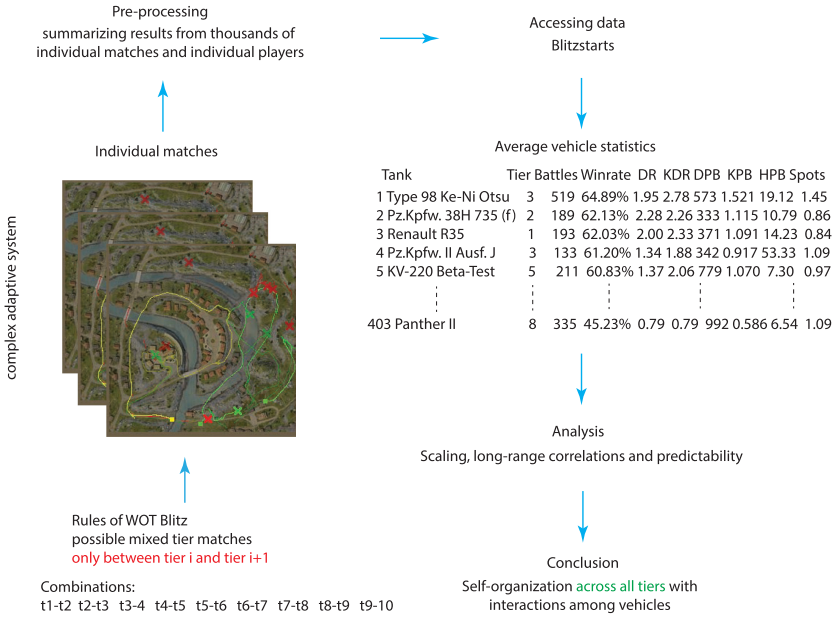 Pre-processing
summarizing results from thousands of
individual matches and individual players
Accessing data
Blitzstarts
Individual matches
complex adaptive system
Average vehicle statistics
Tank Tier Battles Winrate DR KDR DPB KPB HPB Spots
1 Type 98 Ke-Ni Otsu 3 519 64.89% 1.95 2.78 573 1.521 19.12 1.45
2 Pz.Kpfw. 38H 735 (f) 2 189 62.13% 2.28 2.26 333 1.115 10.79 0.86
3 Renault R35 1 193 62.03% 2.00 2.33 371 1.091 14.23 0.84
4 Pz.Kpfw. II Ausf. J 3 133 61.20% 1.34 1.88 342 0.917 53.33 1.09
5 KV-220 Beta-Test 5 211 60.83% 1.37 2.06 779 1.070 7.30 0.97
403 Panther II 8 335 45.23% 0.79 0.79 992 0.586 6.54 1.09
Analysis
Scaling, long-range correlations and predictability
Rules of WOT Blitz
possible mixed tier matches
only between tier i and tier i+1
Combinations:
t1-t2 t2-t3 t3-4 t4-t5 t5-t6 t6-t7 t7-t8 t8-t9 t9-10
Conclusion
Self-organization across all tiers with
interactions among vehicles